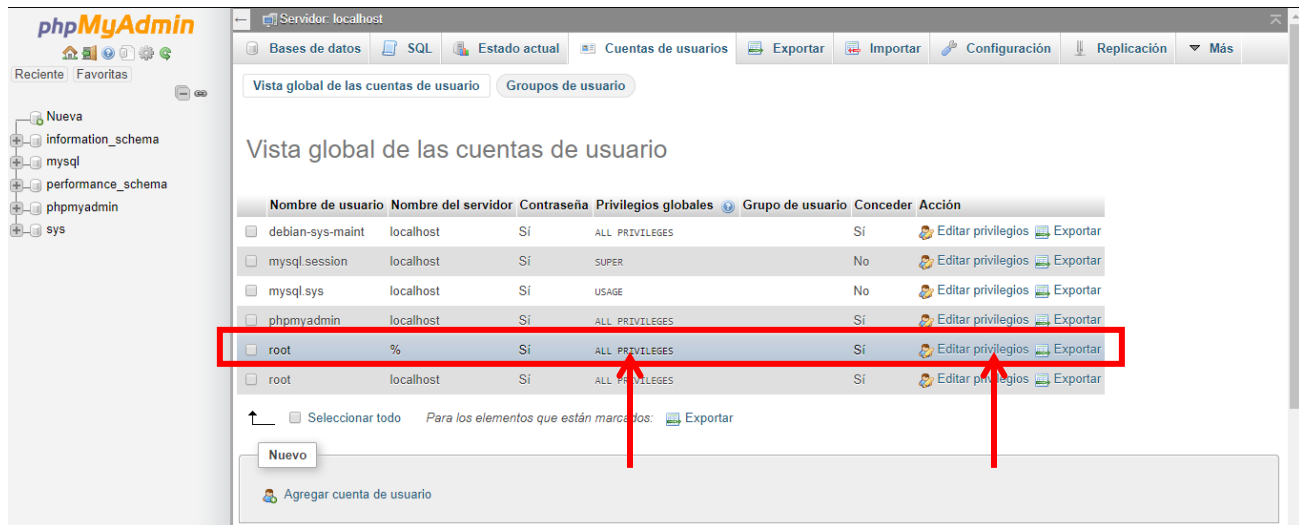 phpMyAdmin
Reciente Favoritas
Nueva
information_schema
mysql
performance_schema
phpmyadmin
sys
Servidor: localhost
Bases de datos SQL Estado actual Cuentas de usuarios Exportar Importar Configuración Replicación Más
Vista global de las cuentas de usuario Groupos de usuario
Vista global de las cuentas de usuario
Nombre de usuario Nombre del servidor Contraseña Privilegios globales Grupo de usuario Conceder Acción
debian-sys-maint localhost Sí ALL PRIVILEGES Sí Editar privilegios Exportar
mysql.session localhost Sí SUPER No Editar privilegios Exportar
mysql.sys localhost Sí USAGE No Editar privilegios Exportar
phpmyadmin localhost Sí ALL PRIVILEGES Sí Editar privilegios Exportar
root % Sí ALL PRIVILEGES Sí Editar privilegios Exportar
root localhost Sí ALL PRIVILEGES Sí Editar privilegios Exportar
Seleccionar todo Para los elementos que están marcados: Exportar
Nuevo
Agregar cuenta de usuario